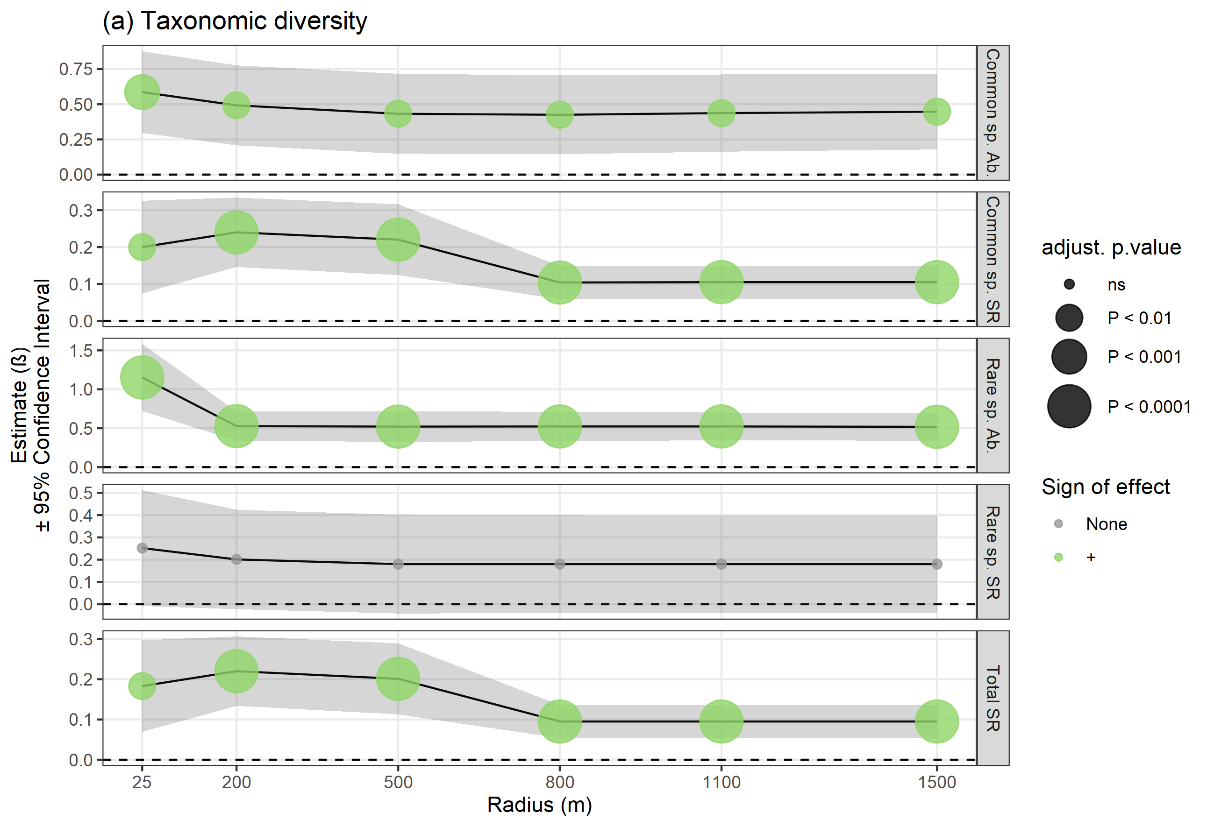 (a) Taxonomic diversity
Estimate (ß)
± 95% Confidence Interval
0.75
0.50
0.25
0.00
Common sp. Ab.
0.3
0.2
0.1
0.0
Common sp. SR
1.5
1.0
0.5
0.0
Rare sp. Ab.
0.5
0.4
0.3
0.2
0.1
0.0
Rare sp. SR
0.3
0.2
0.1
0.0
Total SR
25 200 500 800 1100 1500
Radius (m)
adjust. p.value
ns
P < 0.01
P < 0.001
P < 0.0001
Sign of effect
None
+